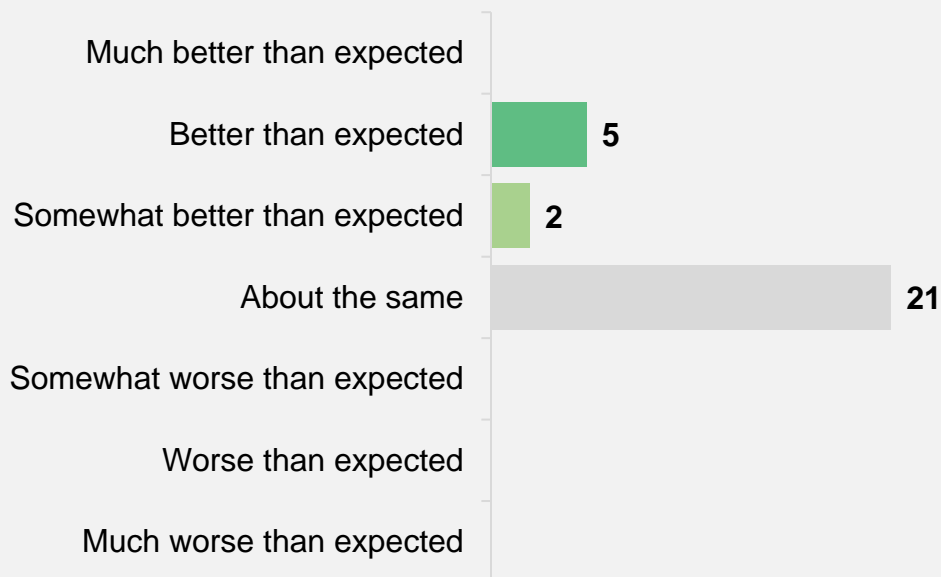 Much better than expected
Better than expected 5
Somewhat better than expected 2
About the same 21
Somewhat worse than expected
Worse than expected
Much worse than expected